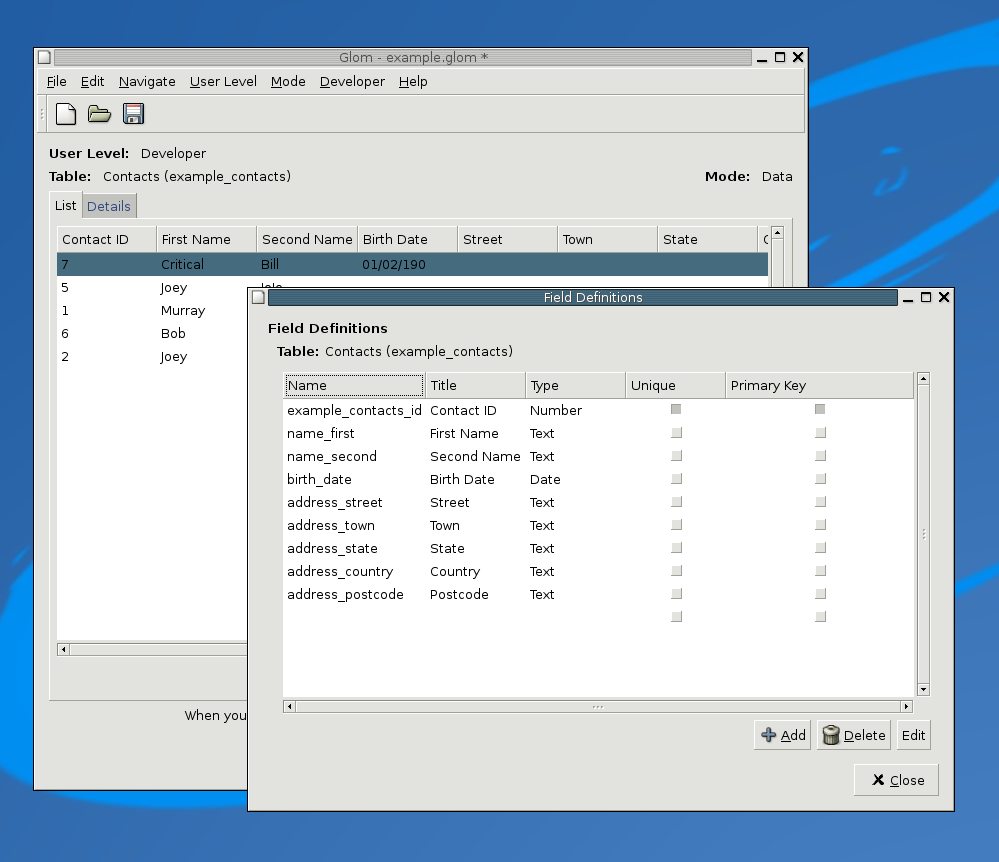 Glom - example.glom *
File Edit Navigate User Level Mode Developer Help
User Level: Developer
Table: Contacts (example_contacts) Mode: Data
List Details
Contact ID First Name Second Name Birth Date Street Town State
7 Critical Bill 01/02/190
5 Joey
1 Murray
6 Bob
2 Joey
When you
Field Definitions
Field Definitions
Table: Contacts (example_contacts)
Name Title Type Unique Primary Key
example_contacts_id Contact ID Number
name_first First Name Text
name_second Second Name Text
birth_date Birth Date Date
address_street Street Text
address_town Town Text
address_state State Text
address_country Country Text
address_postcode Postcode Text
Add Delete Edit
Close